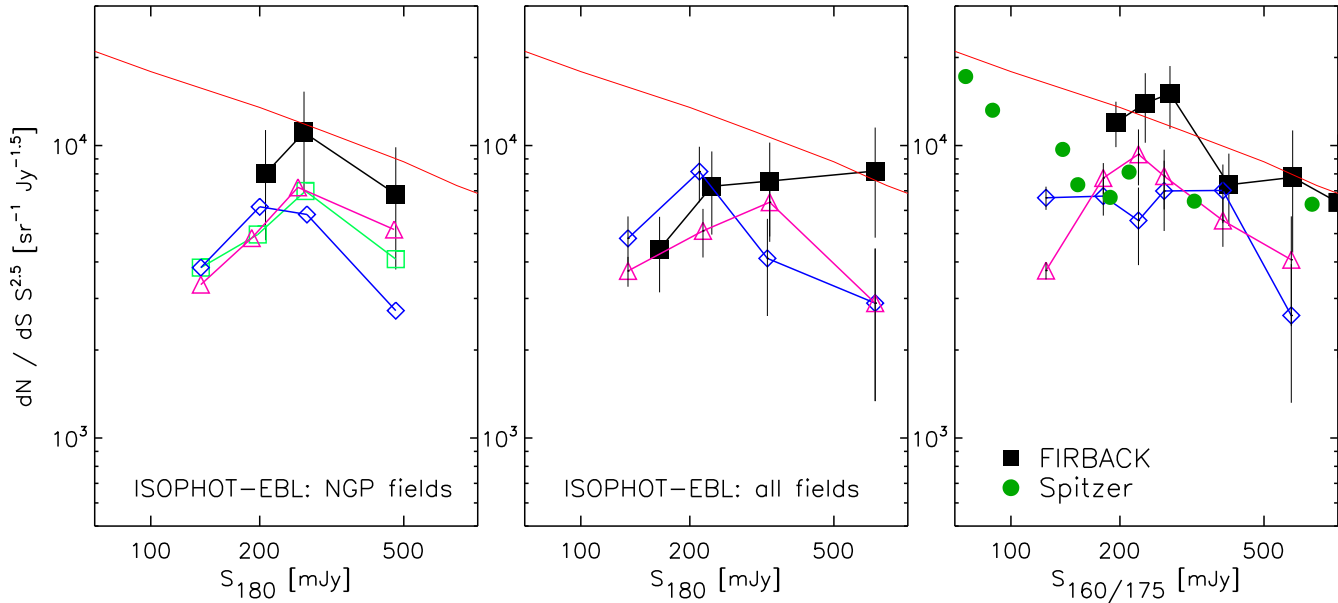 dN / dS S^2.5 [sr^-1 Jy^-1.5]
10^4
10^3
ISOPHOT-EBL: NGP fields
100 200 500
S_180 [mJy]
10^4
10^3
ISOPHOT-EBL: all fields
100 200 500
S_180 [mJy]
10^4
10^3
FIRBACK
Spitzer
100 200 500
S_160/175 [mJy]